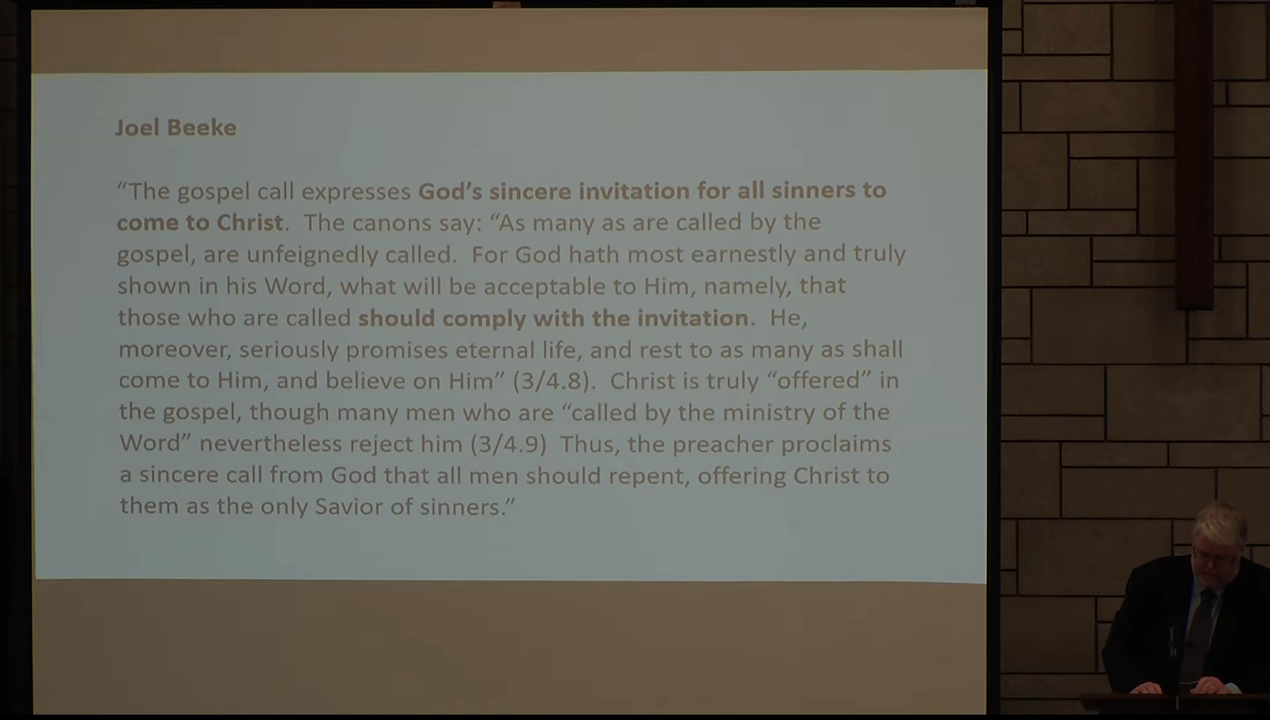 Joel Beeke
“The gospel call expresses God’s sincere invitation for all sinners to
come to Christ.  The canons say: “As many as are called by the
gospel, are unfeignedly called.  For God hath most earnestly and truly
shown in his Word, what will be acceptable to Him, namely, that
those who are called should comply with the invitation.  He,
moreover, seriously promises eternal life, and rest to as many as shall
come to Him, and believe on Him” (3/4.8).  Christ is truly “offered” in
the gospel, though many men who are “called by the ministry of the
Word” nevertheless reject him (3/4.9)  Thus, the preacher proclaims
a sincere call from God that all men should repent, offering Christ to
them as the only Savior of sinners.”